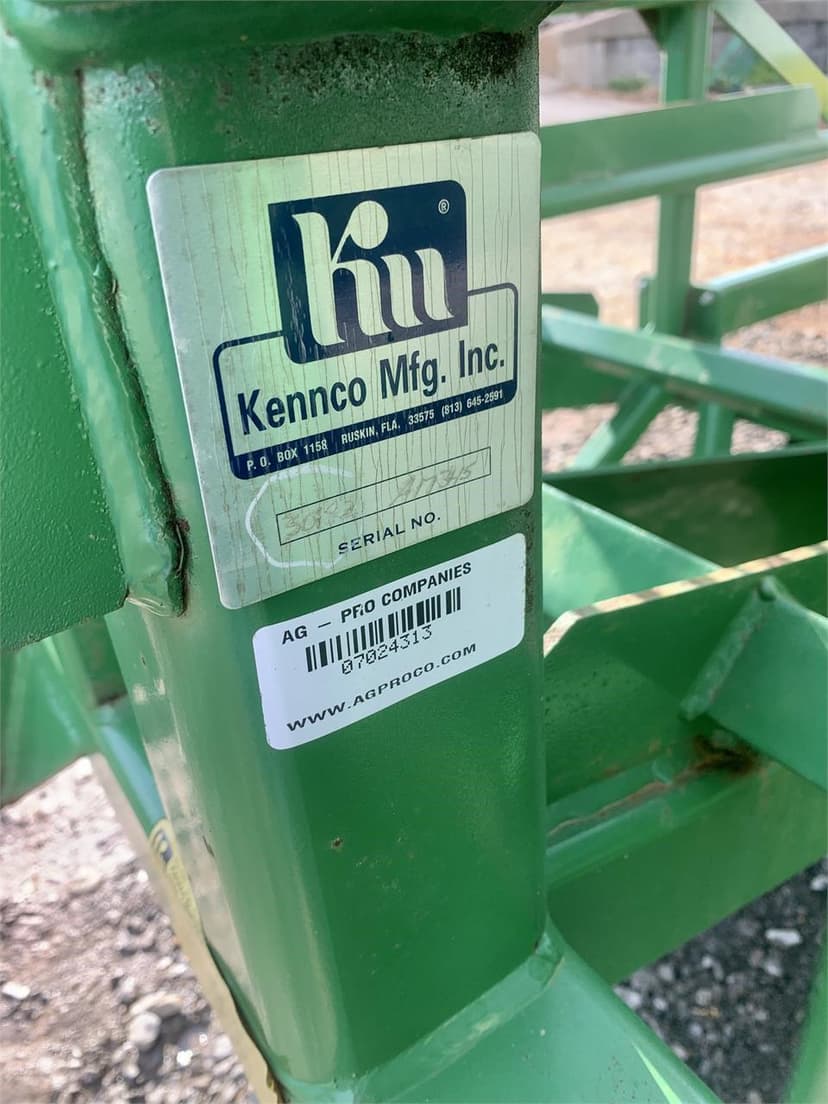 ®
Km
Kennco Mfg. Inc.
P. O. BOX 1158 RUSKIN, FLA. 33575 (813) 645-2591
SERIAL NO.
AG - PRO COMPANIES
07024313
WWW.AGPROCO.COM